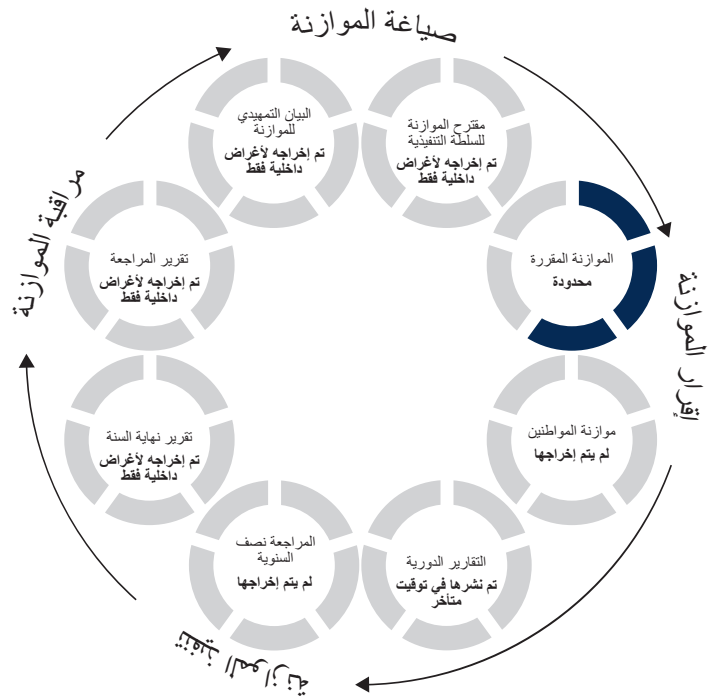 صياغة الموازنة
البيان التمهيدي
للموازنة
تم إخراجه لأغراض
داخلية فقط
مقترح الموازنة
للسلطة التنفيذية
تم إخراجه لأغراض
داخلية فقط
الموازنة المقررة
محدودة
إقرار الموازنة
موازنة المواطنين
لم يتم إخراجها
التقارير الدورية
تم نشرها في توقيت
متأخر
تنفيذ الموازنة
المراجعة نصف
السنوية
لم يتم إخراجها
تقرير نهاية السنة
تم إخراجه لأغراض
داخلية فقط
مراقبة الموازنة
تقرير المراجعة
تم إخراجه لأغراض
داخلية فقط